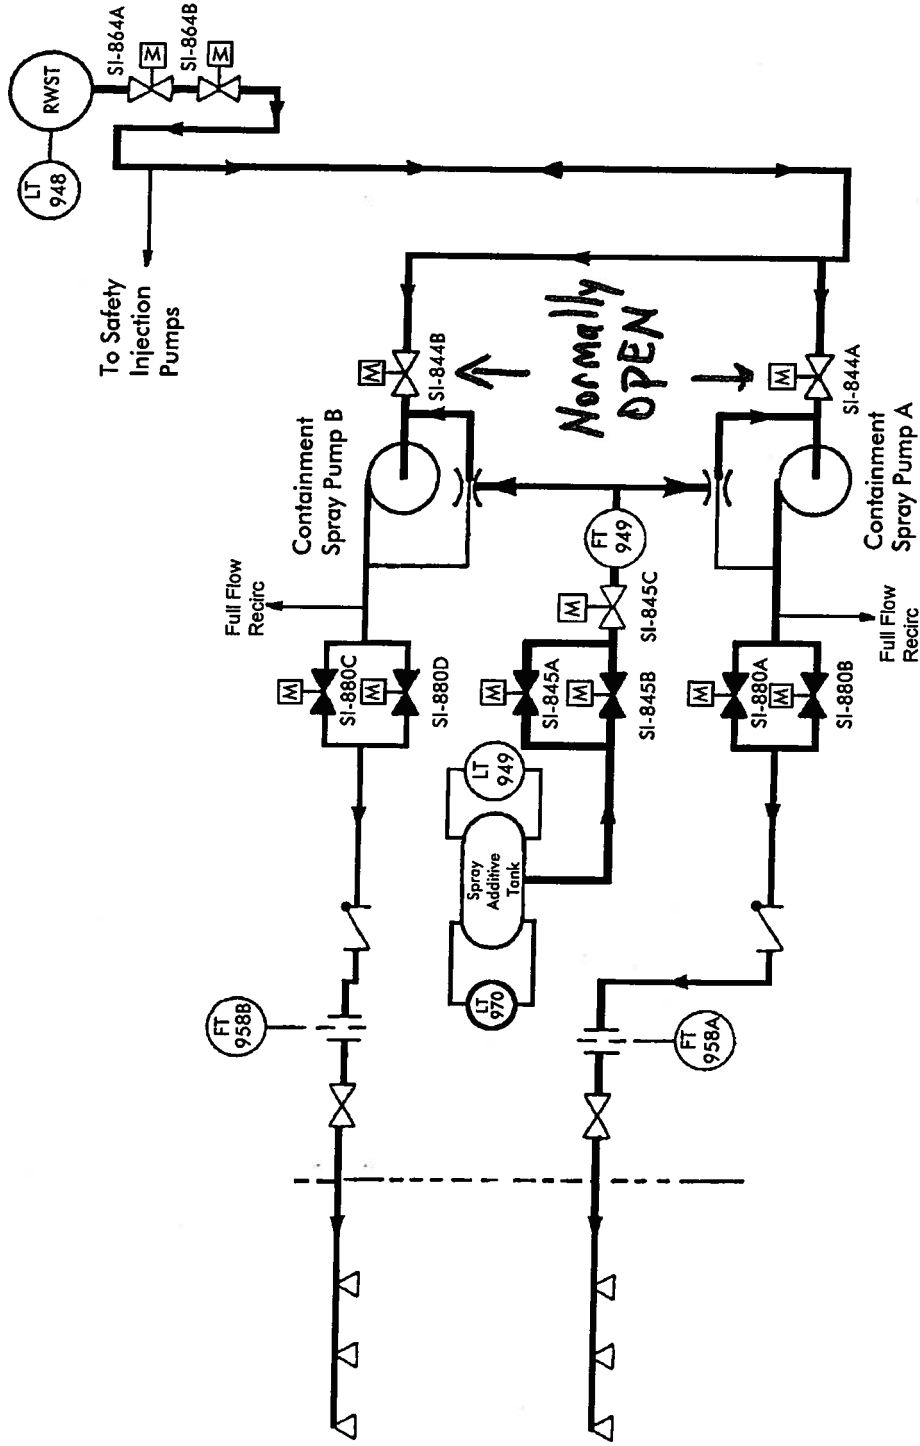 SI-864A
SI-864B
M
M
RWST
LT
948
To Safety
Injection
Pumps
M
SI-844B
Normally
OPEN
M
SI-844A
Containment
Spray Pump B
Containment
Spray Pump A
FT
949
M
SI-845C
Full Flow
Recirc
Full Flow
Recirc
M
SI-880C
M
SI-880D
M
SI-845A
M
SI-845B
M
SI-880A
M
SI-880B
LT
949
Spray
Additive
Tank
LT
970
FT
958B
FT
958A